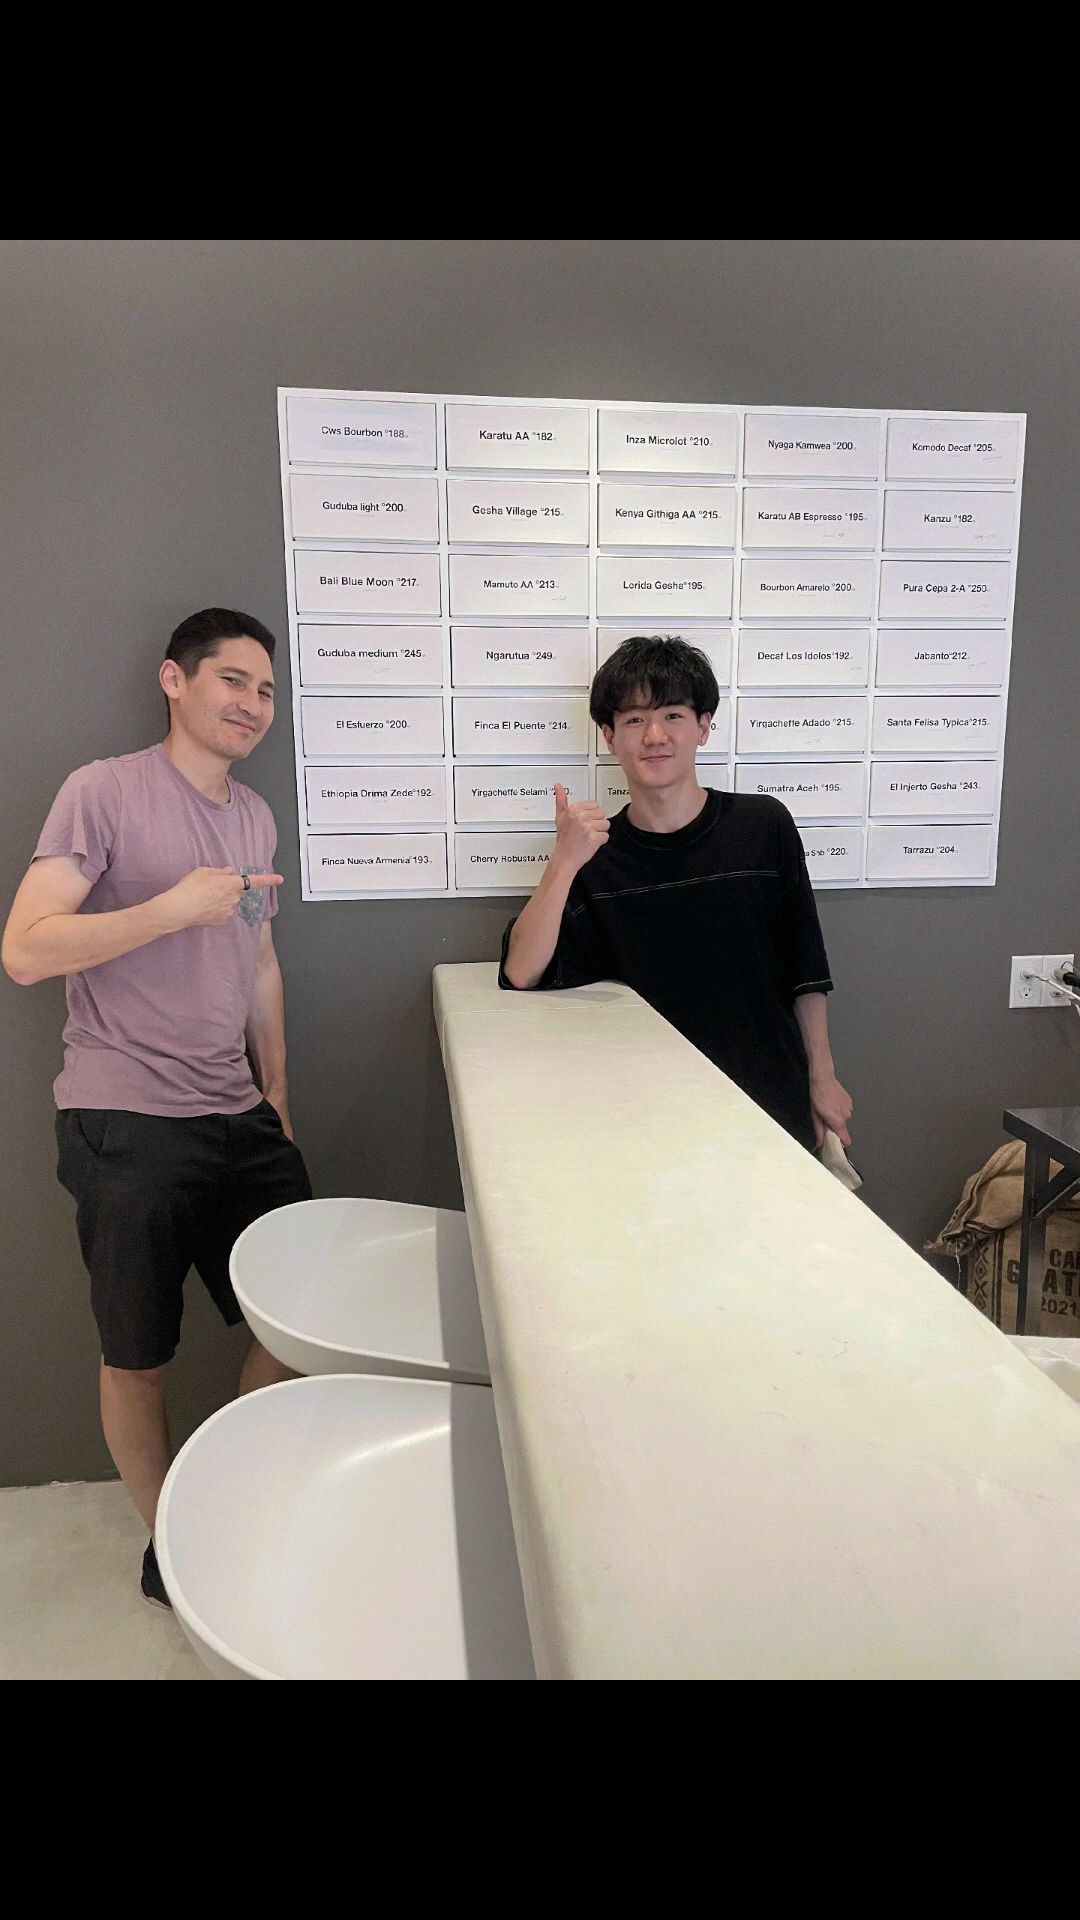 Cws Bourbon °188
Karatu AA °182
Inza Microlot °210
Nyaga Kamwea °200
Komodo Decaf °205
Guduba light °200
Gesha Village °215
Kenya Githiga AA °215
Karatu AB Espresso °195
Kanzu °182
Bali Blue Moon °217
Mamuto AA °213
Lerida Gesha°195
Bourbon Amarelo °200
Pura Cepa 2-A °250
Guduba medium °245
Ngarutua °249
Decaf Los Idolos°192
Jabanto°212
El Esfuerzo °200
Finca El Puente °214
Yirgacheffe Adado °215
Santa Felisa Typica°215
Ethiopia Drima Zede°192
Yirgacheffe Selami
Sumatra Aceh °195
El Injerto Gesha °243
Finca Nueva Armenia°193
Cherry Robusta AA
Shb °220
Tarrazu °204
2021